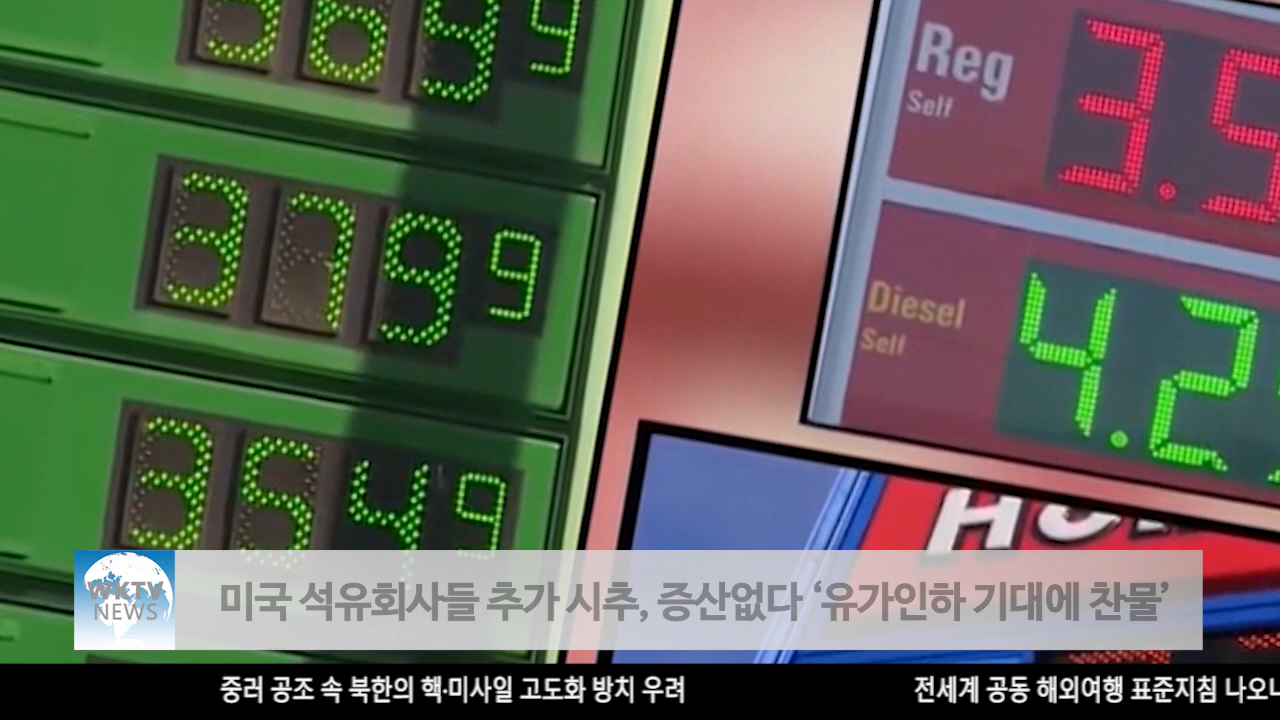 3699
Reg
Self
3.5
3799
Diesel
Self
4.2
3549
WKTV
NEWS
미국 석유회사들 추가 시추, 증산없다 ‘유가인하 기대에 찬물’
중러 공조 속 북한의 핵·미사일 고도화 방치 우려
전세계 공동 해외여행 표준지침 나오나